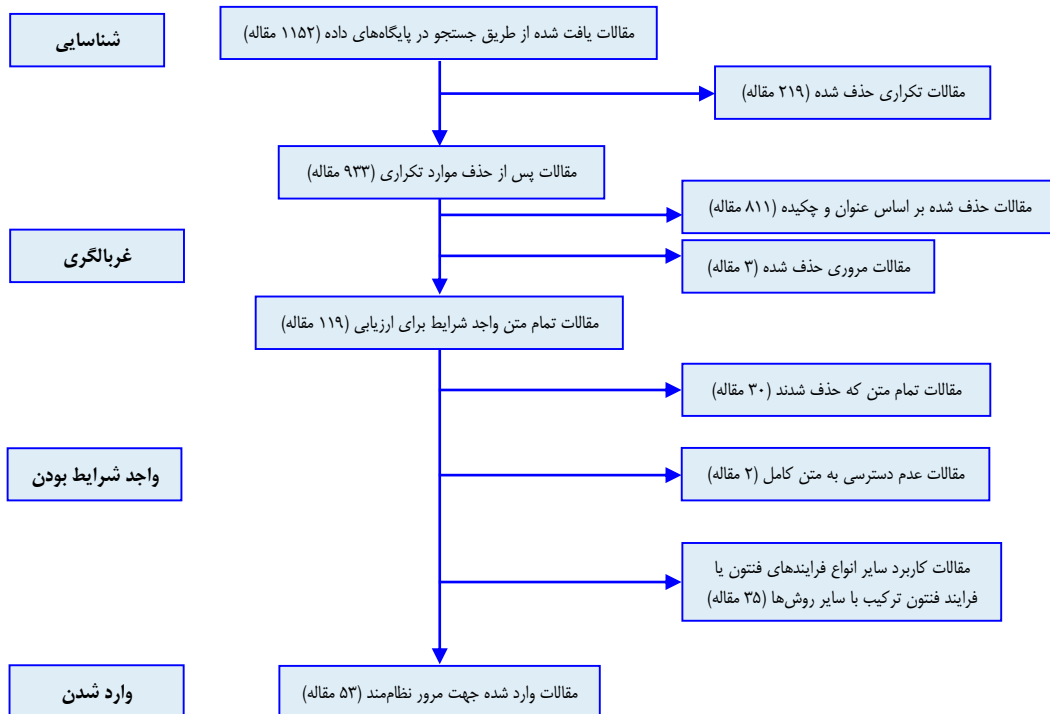 شناسایی
مقالات یافت شده از طریق جستجو در پایگاه‌های داده (۱۱۵۲ مقاله)
مقالات تکراری حذف شده (۲۱۹ مقاله)
مقالات پس از حذف موارد تکراری (۹۳۳ مقاله)
مقالات حذف شده بر اساس عنوان و چکیده (۸۱۱ مقاله)
غربالگری
مقالات مروری حذف شده (۳ مقاله)
مقالات تمام متن واجد شرایط برای ارزیابی (۱۱۹ مقاله)
مقالات تمام متن که حذف شدند (۳۰ مقاله)
واجد شرایط بودن
مقالات عدم دسترسی به متن کامل (۲ مقاله)
مقالات کاربرد سایر انواع فرایندهای فنتون یا
فرایند فنتون ترکیب با سایر روش‌ها (۳۵ مقاله)
وارد شدن
مقالات وارد شده جهت مرور نظام‌مند (۵۳ مقاله)